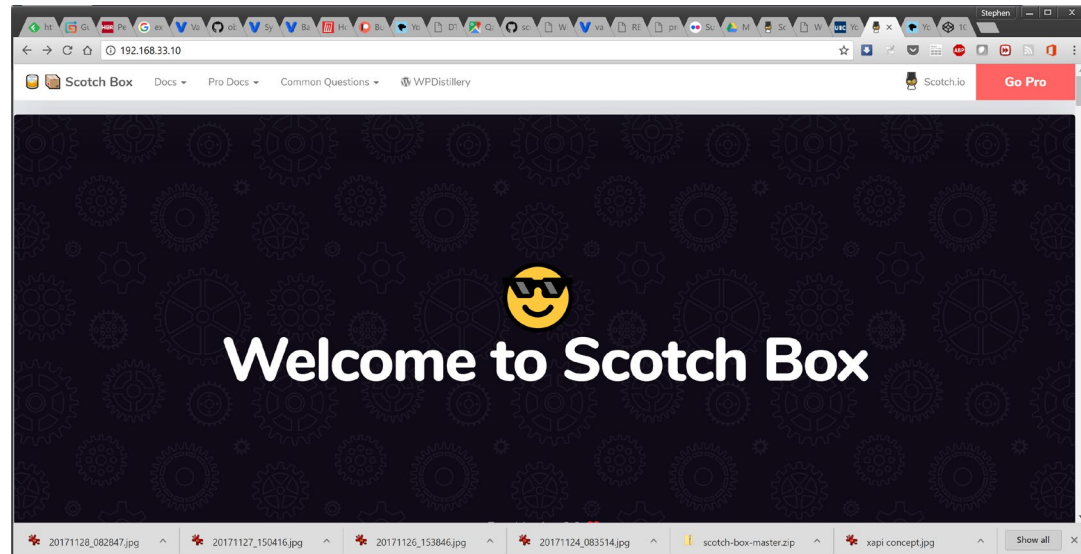 Stephen
192.168.33.10
Scotch Box Docs Pro Docs Common Questions WPDistillery Scotch.io Go Pro
Welcome to Scotch Box
20171128_082847.jpg 20171127_150416.jpg 20171126_153846.jpg 20171124_083514.jpg scotch-box-master.zip xapi concept.jpg Show all